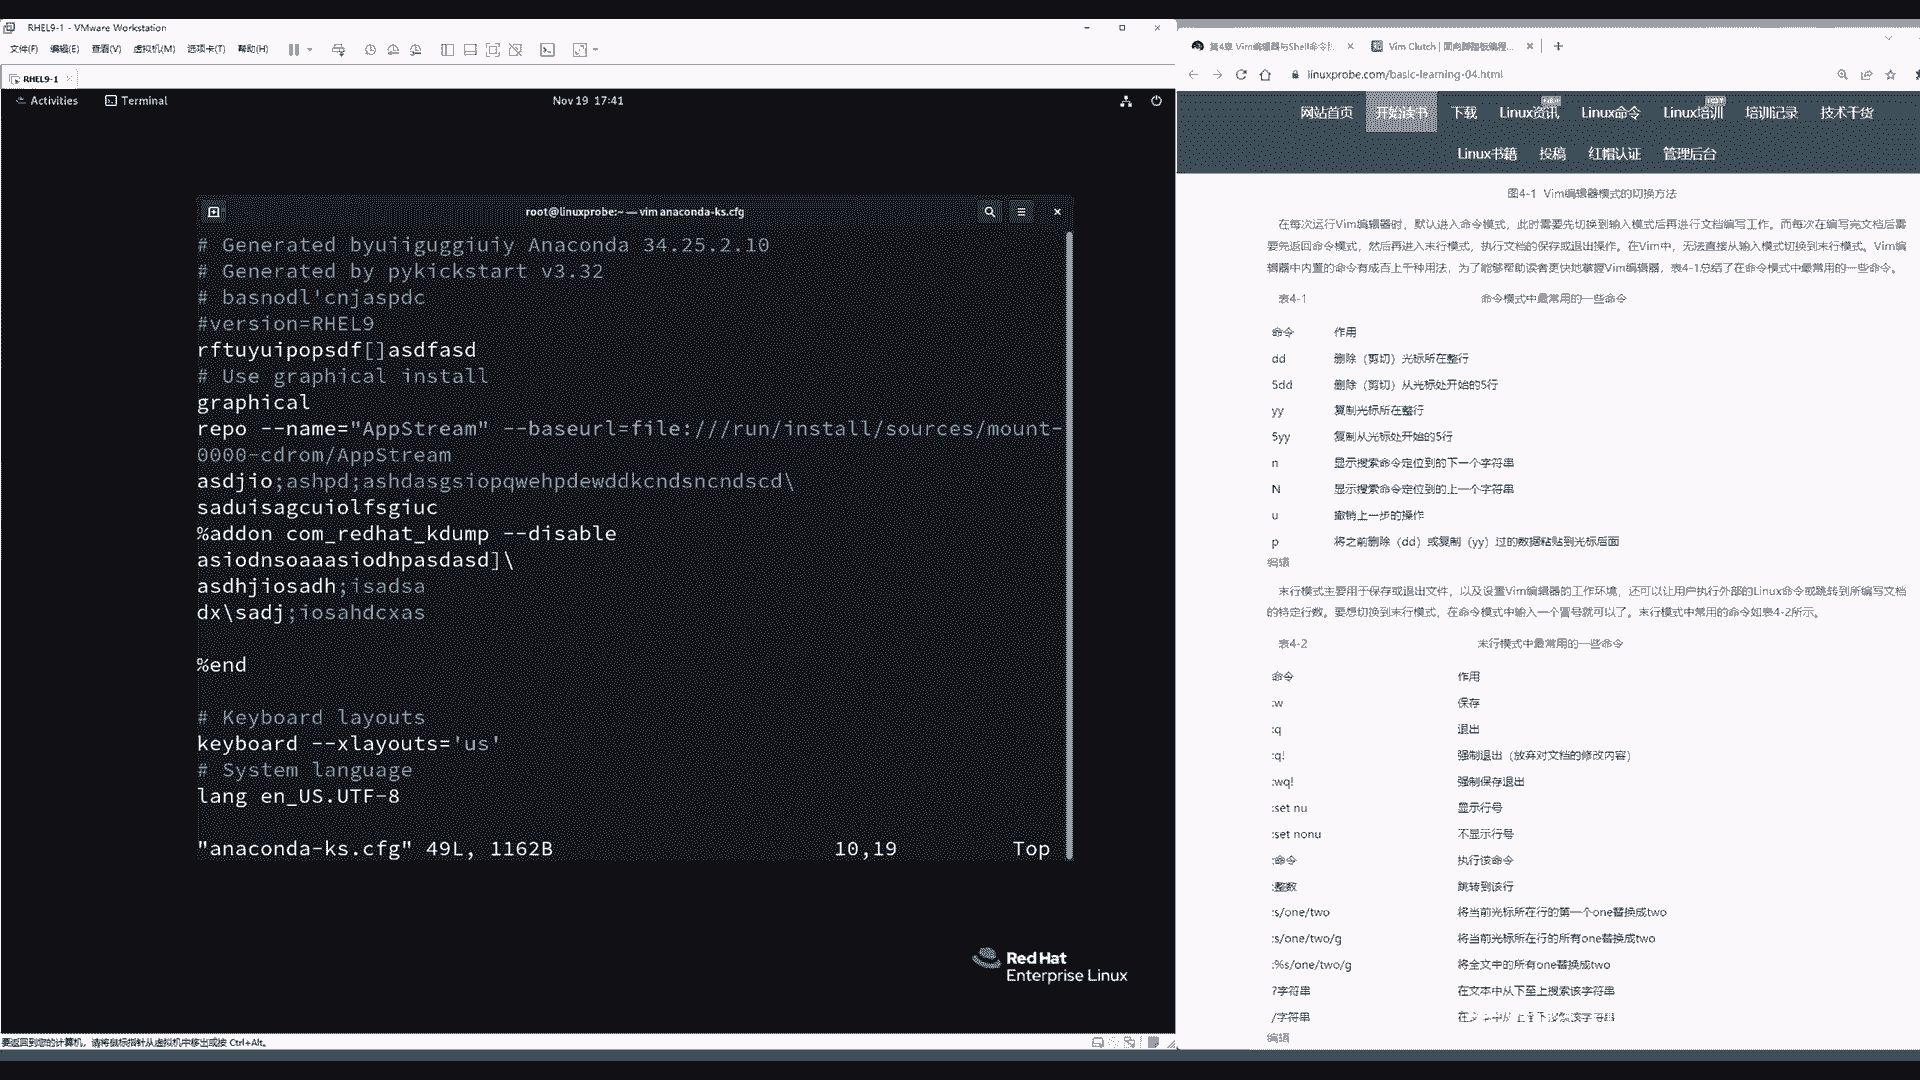 RHEL9-1 - VMware Workstation
文件(F) 编辑(E) 查看(V) 虚拟机(M) 选项卡(T) 帮助(H)
RHEL9-1
Activities Terminal Nov 19 17:41
root@linuxprobe:~ — vim anaconda-ks.cfg
# Generated byuiiguggiuiy Anaconda 34.25.2.10
# Generated by pykickstart v3.32
# basnodl'cnjaspdc
#version=RHEL9
rftuyuipopsdf[]asdfasd
# Use graphical install
graphical
repo --name="AppStream" --baseurl=file:///run/install/sources/mount-
0000-cdrom/AppStream
asdjio;ashpd;ashdasgsiopqwehpdewddkcndsncndscd\
saduisagcuiolfsgiuc
%addon com_redhat_kdump --disable
asiodnsoaaasiodhpasdasd]\
asdhjiosadh;isadsa
dx\sadj;iosahdcxas
%end
# Keyboard layouts
keyboard --xlayouts='us'
# System language
lang en_US.UTF-8
"anaconda-ks.cfg" 49L, 1162B 10,19 Top
Red Hat
Enterprise Linux
要返回到您的计算机，请将鼠标指针从虚拟机中移出或按 Ctrl+Alt。
第4章 Vim编辑器与Shell命令 Vim Clutch | 面向脚踏板编程...
linuxprobe.com/basic-learning-04.html
网站首页 开始读书 下载 Linux资讯 Linux命令 Linux培训 培训记录 技术干货
Linux书籍 投稿 红帽认证 管理后台
图4-1 Vim编辑器模式的切换方法
在每次运行Vim编辑器时，默认进入命令模式，此时需要先切换到输入模式后再进行文档编写工作。而每次在编写完文档后需
要先返回命令模式，然后再进入末行模式，执行文档的保存或退出操作。在Vim中，无法直接从输入模式切换到末行模式。Vim编
辑器中内置的命令有成百上千种用法，为了能够帮助读者更快地掌握Vim编辑器，表4-1总结了在命令模式中最常用的一些命令。
表4-1 命令模式中最常用的一些命令
命令 作用
dd 删除（剪切）光标所在整行
5dd 删除（剪切）从光标处开始的5行
yy 复制光标所在整行
5yy 复制从光标处开始的5行
n 显示搜索命令定位到的下一个字符串
N 显示搜索命令定位到的上一个字符串
u 撤销上一步的操作
p 将之前删除（dd）或复制（yy）过的数据粘贴到光标后面
编辑
末行模式主要用于保存或退出文件，以及设置Vim编辑器的工作环境，还可以让用户执行外部的Linux命令或跳转到所编写文档
的特定行数。要想切换到末行模式，在命令模式中输入一个冒号就可以了。末行模式中常用的命令如表4-2所示。
表4-2 末行模式中最常用的一些命令
命令 作用
:w 保存
:q 退出
:q! 强制退出（放弃对文档的修改内容）
:wq! 强制保存退出
:set nu 显示行号
:set nonu 不显示行号
:命令 执行该命令
:整数 跳转到该行
:s/one/two 将当前光标所在行的第一个one替换成two
:s/one/two/g 将当前光标所在行的所有one替换成two
:%s/one/two/g 将全文中的所有one替换成two
?字符串 在文本中从下至上搜索该字符串
/字符串 在文本中从上至下搜索该字符串
编辑